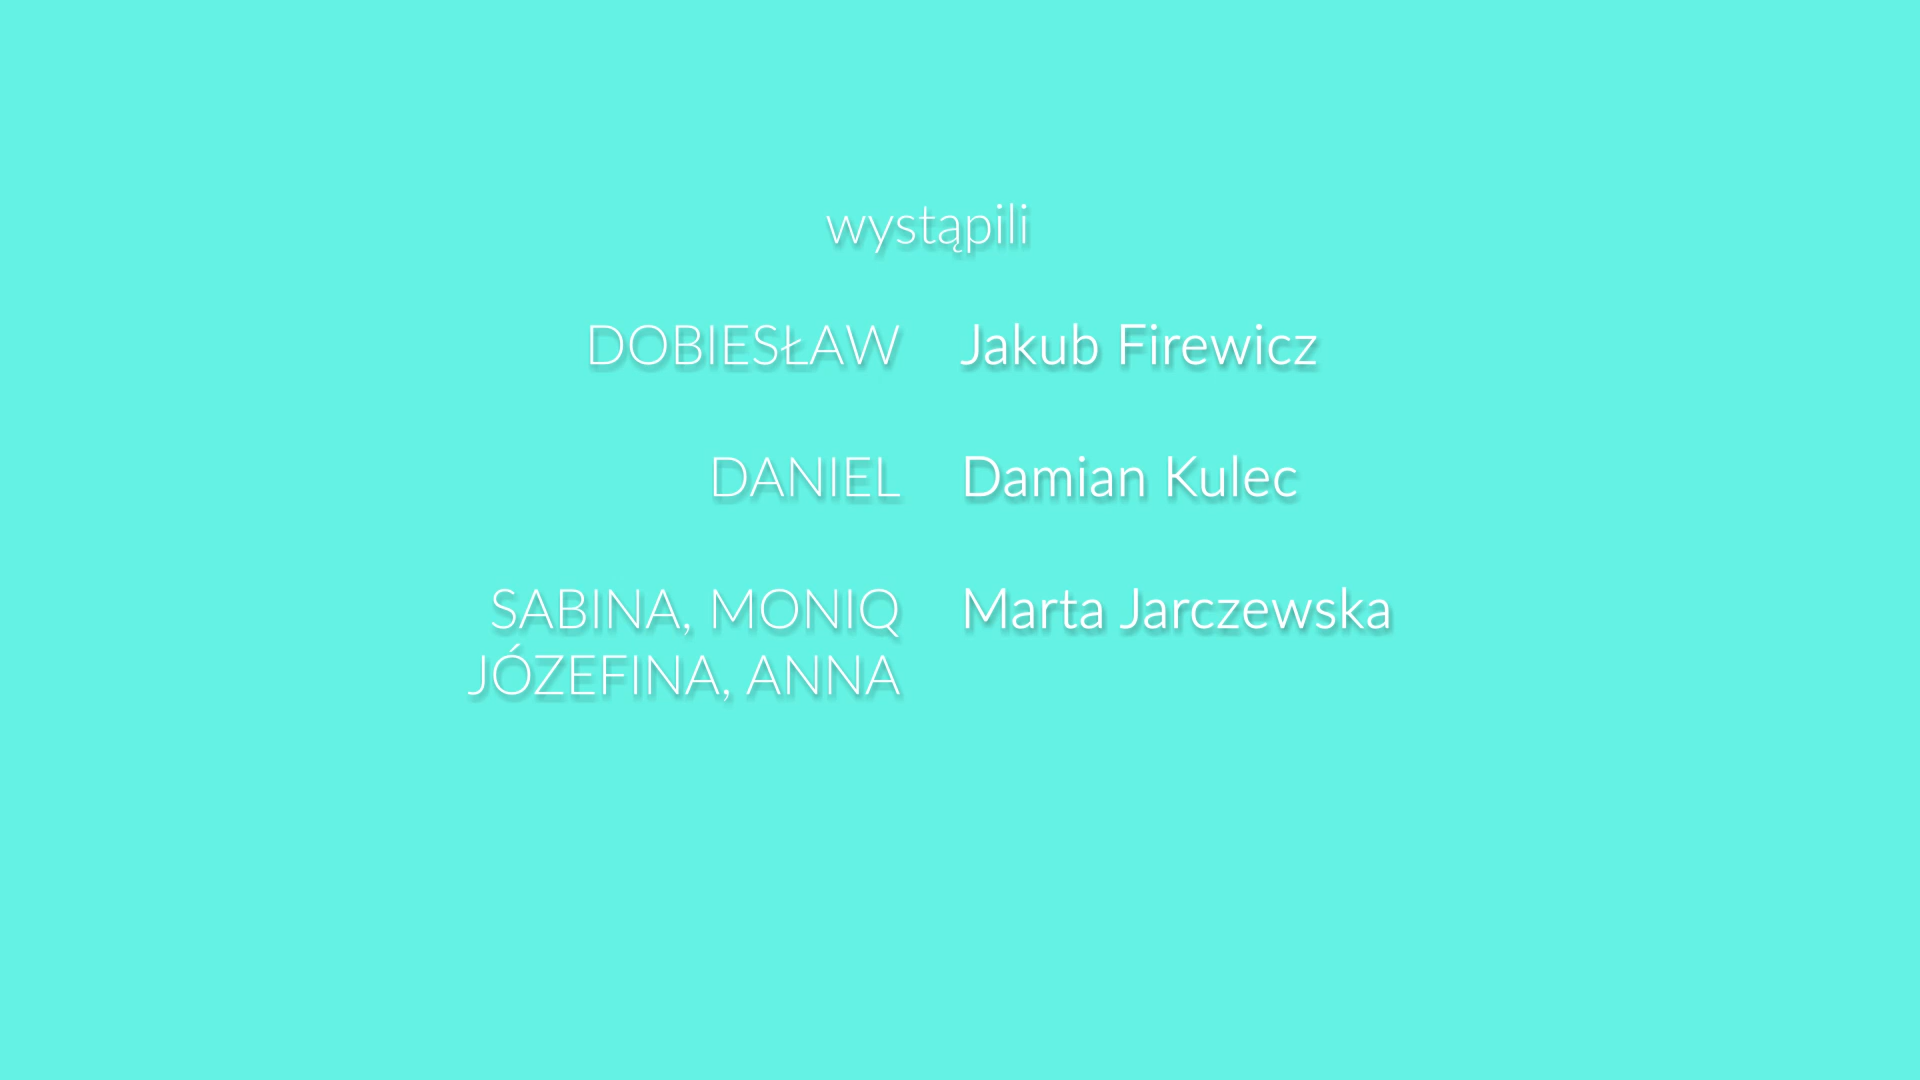 wystąpili
DOBIESŁAW Jakub Firewicz
DANIEL Damian Kulec
SABINA, MONIQ Marta Jarczewska
JÓZEFINA, ANNA